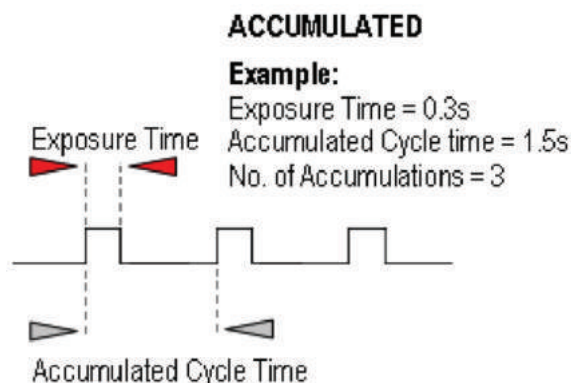 ACCUMULATED
Example:
Exposure Time = 0.3s
Accumulated Cycle time = 1.5s
No. of Accumulations = 3
Exposure Time
Accumulated Cycle Time